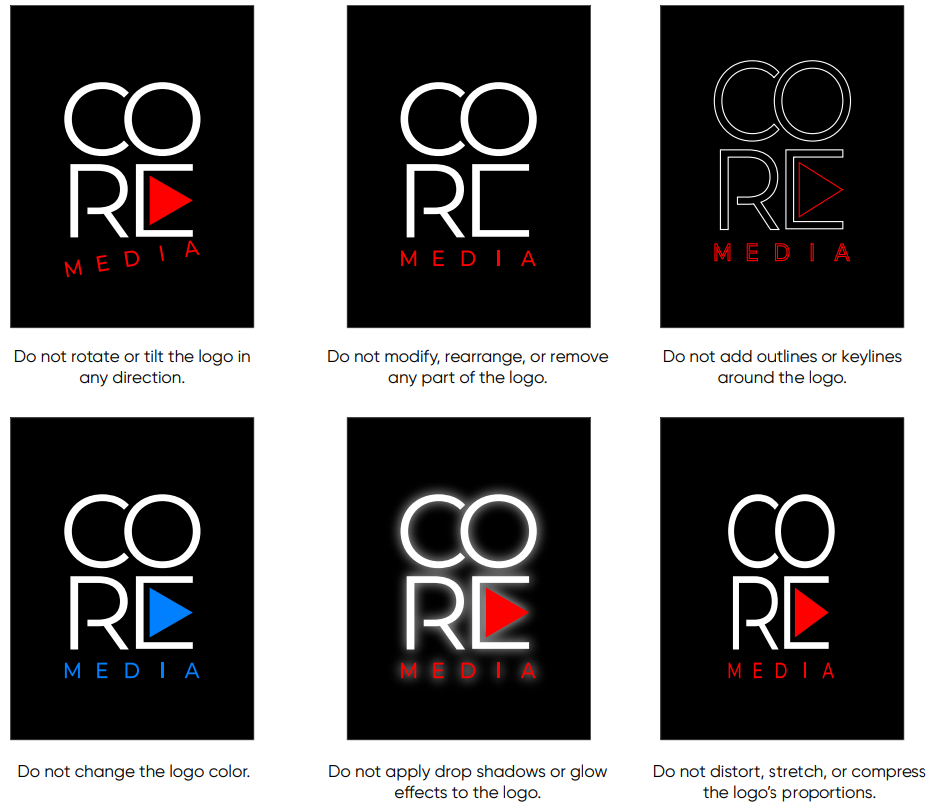 CO
RE
MEDIA
Do not rotate or tilt the logo in
any direction.
CO
RE
MEDIA
Do not modify, rearrange, or remove
any part of the logo.
CO
RE
MEDIA
Do not add outlines or keylines
around the logo.
CO
RE
MEDIA
Do not change the logo color.
CO
RE
MEDIA
Do not apply drop shadows or glow
effects to the logo.
CO
RE
MEDIA
Do not distort, stretch, or compress
the logo’s proportions.